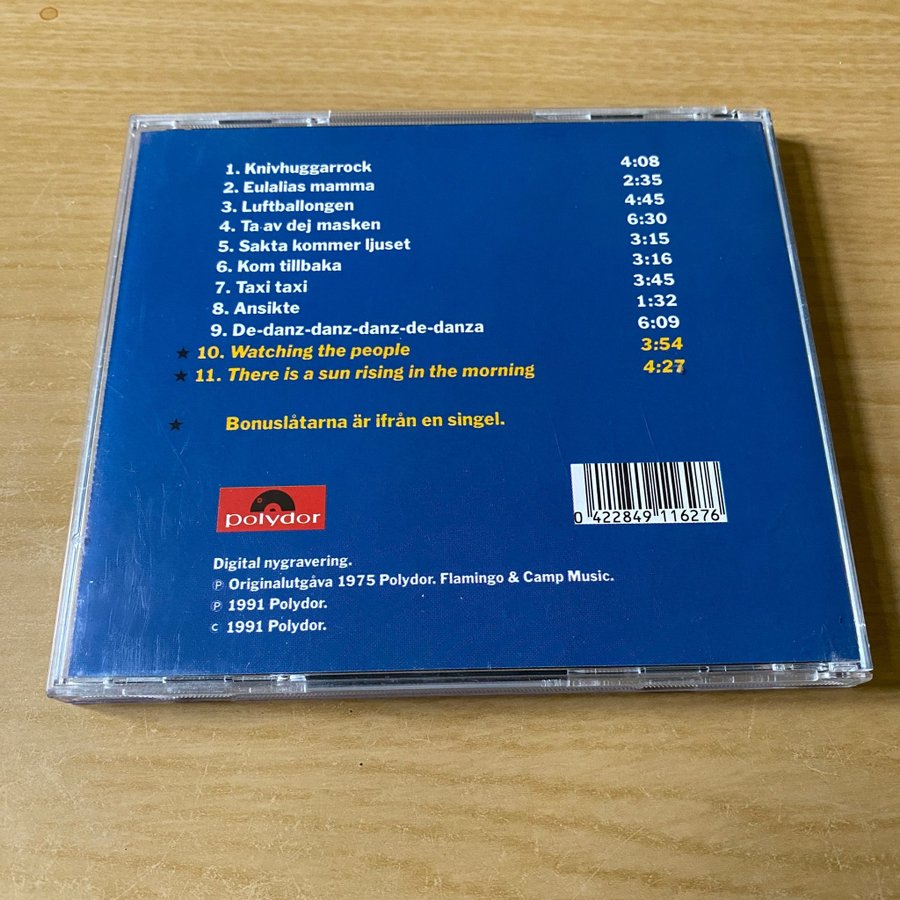 1. Knivhuggarrock 4:08
2. Eulalias mamma 2:35
3. Luftballongen 4:45
4. Ta av dej masken 6:30
5. Sakta kommer ljuset 3:15
6. Kom tillbaka 3:16
7. Taxi taxi 3:45
8. Ansikte 1:32
9. De-danz-danz-danz-de-danza 6:09
★ 10. Watching the people 3:54
★ 11. There is a sun rising in the morning 4:27
★ Bonuslåtarna är ifrån en singel.
polydor
0 422849 116276
Digital nygravering.
Ⓟ Originalutgåva 1975 Polydor. Flamingo & Camp Music.
Ⓟ 1991 Polydor.
© 1991 Polydor.